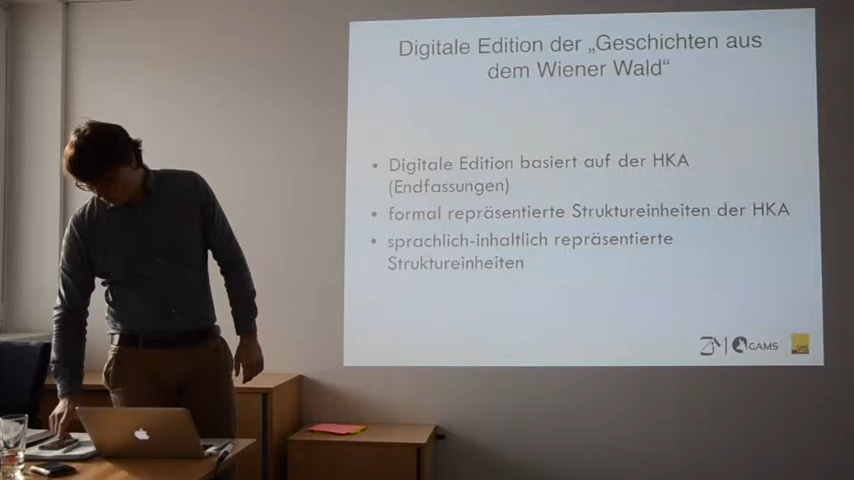 Digitale Edition der „Geschichten aus
dem Wiener Wald“
• Digitale Edition basiert auf der HKA
(Endfassungen)
• formal repräsentierte Struktureinheiten der HKA
• sprachlich-inhaltlich repräsentierte
Struktureinheiten
GAMS